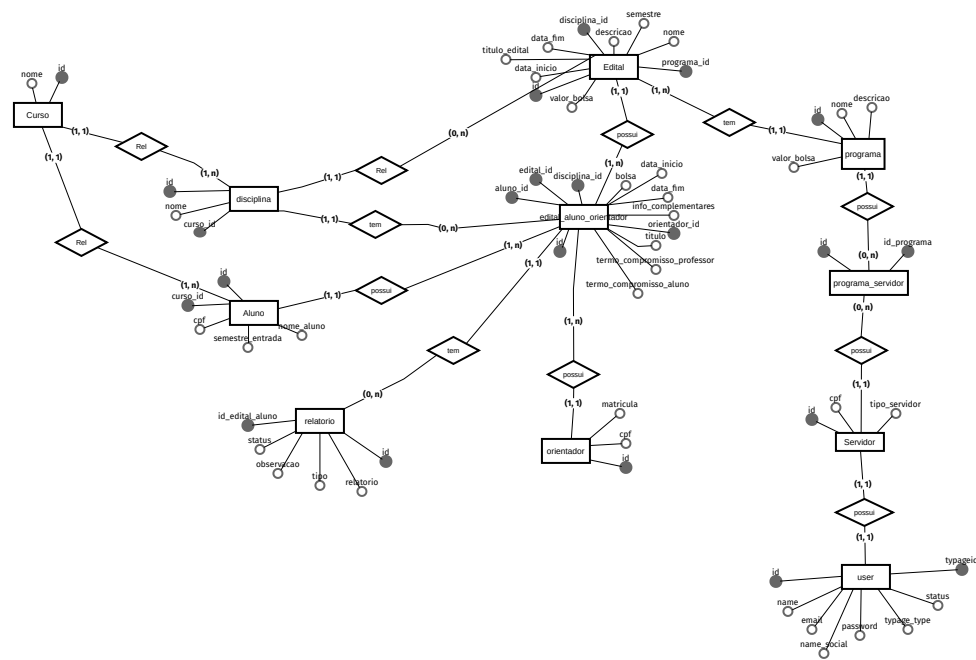 disciplina_id
semestre
descricao
nome
data_fim
titulo_edital
Edital
programa_id
data_inicio
id
valor_bolsa
(1, 1)
(1, n)
nome
id
Curso
(1, 1)
(1, 1)
Rel
(1, n)
(0, n)
Rel
(1, 1)
possui
(1, n)
tem
(1, 1)
id
nome
descricao
programa
valor_bolsa
(1, 1)
id
disciplina
nome
curso_id
(1, 1)
tem
(0, n)
edital_id
disciplina_id
aluno_id
bolsa
data_inicio
data_fim
info_complementares
edital_aluno_orientador
orientador_id
titulo
id
termo_compromisso_professor
termo_compromisso_aluno
possui
(0, n)
id
id_programa
programa_servidor
(0, n)
Rel
(1, n)
id
curso_id
cpf
Aluno
nome_aluno
semestre_entrada
(1, 1)
possui
(1, n)
(1, 1)
tem
(0, n)
(1, n)
possui
(1, 1)
possui
(1, 1)
id_edital_aluno
relatorio
status
observacao
tipo
relatorio
id
matricula
cpf
orientador
id
cpf
tipo_servidor
id
Servidor
(1, 1)
possui
(1, 1)
typageid
id
user
name
email
name_social
password
typage_type
status